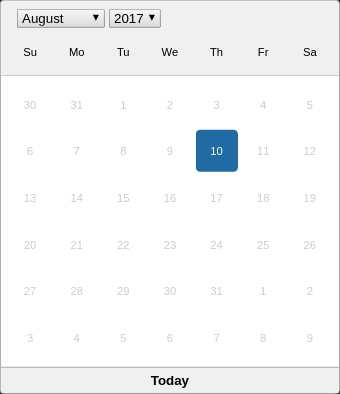 August 2017
Su Mo Tu We Th Fr Sa
30 31 1 2 3 4 5
6 7 8 9 10 11 12
13 14 15 16 17 18 19
20 21 22 23 24 25 26
27 28 29 30 31 1 2
3 4 5 6 7 8 9
Today